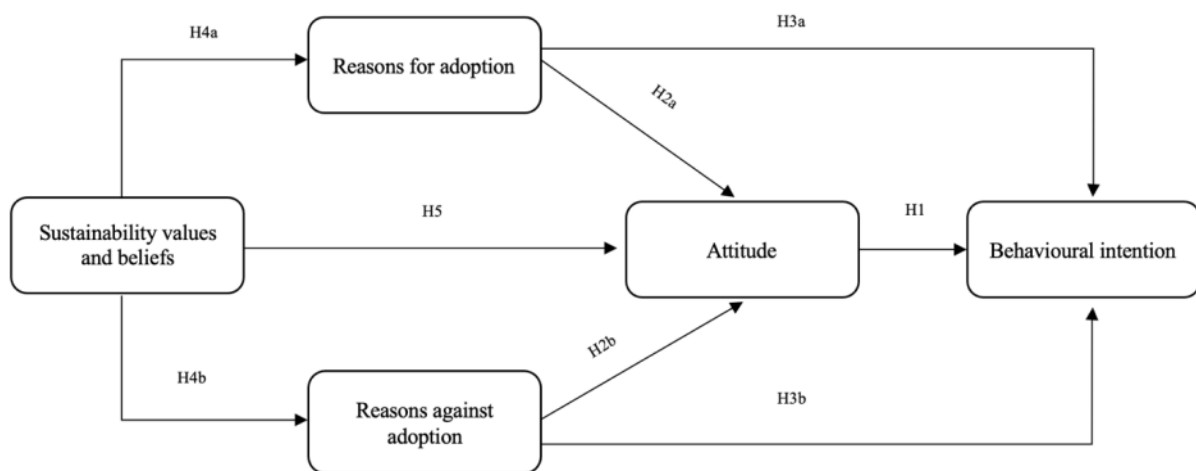 H4a
Reasons for adoption
H3a
H2a
Sustainability values
and beliefs
H5
Attitude
H1
Behavioural intention
H4b
Reasons against
adoption
H2b
H3b